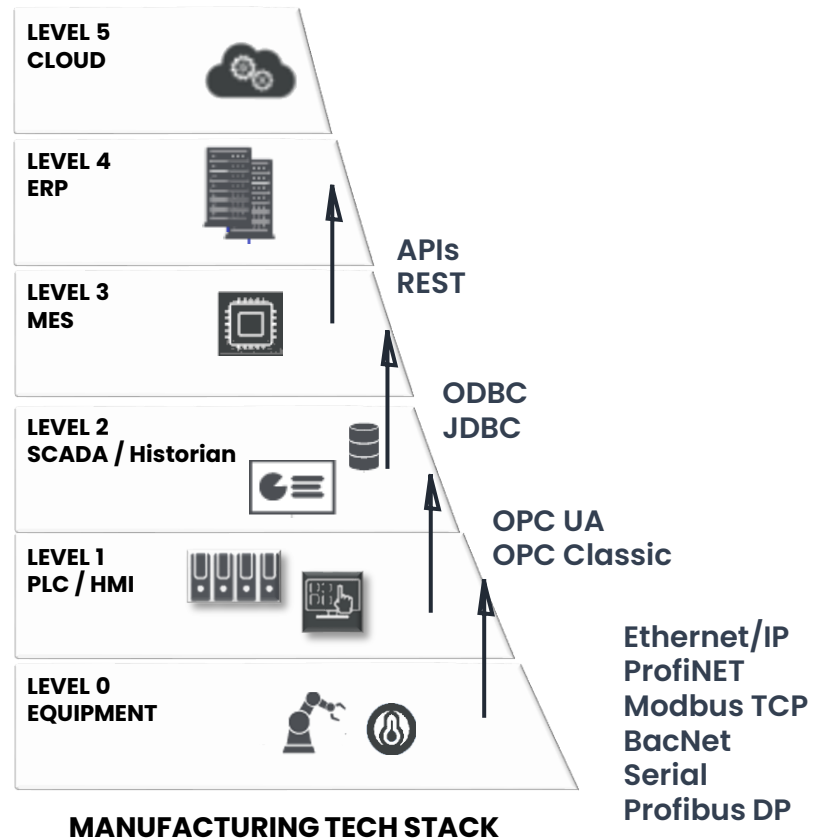 LEVEL 5
CLOUD
LEVEL 4
ERP
APIs
REST
LEVEL 3
MES
ODBC
JDBC
LEVEL 2
SCADA / Historian
OPC UA
OPC Classic
LEVEL 1
PLC / HMI
Ethernet/IP
ProfiNET
Modbus TCP
BacNet
Serial
Profibus DP
LEVEL 0
EQUIPMENT
MANUFACTURING TECH STACK